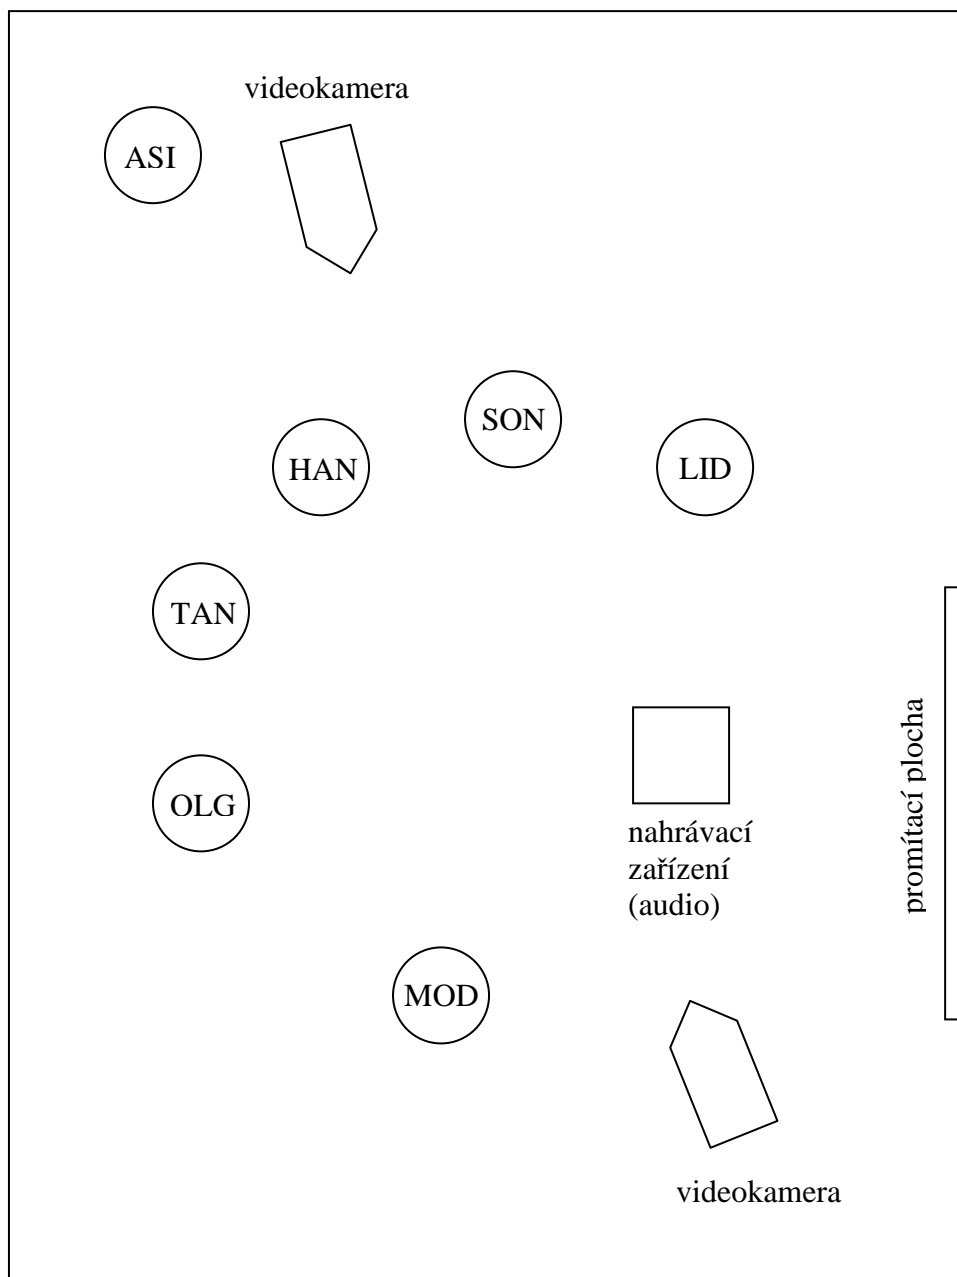 videokamera
ASI
SON
HAN
LID
TAN
promítací plocha
OLG
nahrávací
zařízení
(audio)
MOD
videokamera